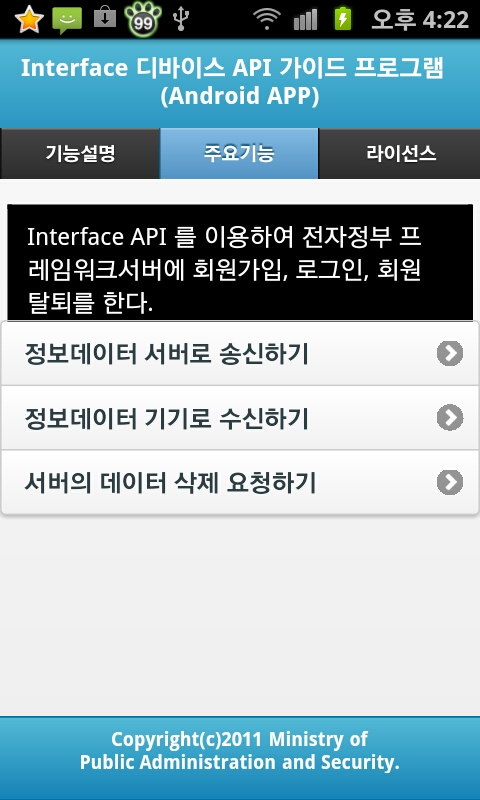 99
오후 4:22
Interface 디바이스 API 가이드 프로그램
(Android APP)
기능설명
주요기능
라이선스
Interface API 를 이용하여 전자정부 프
레임워크서버에 회원가입, 로그인, 회원
탈퇴를 한다.
정보데이터 서버로 송신하기
정보데이터 기기로 수신하기
서버의 데이터 삭제 요청하기
Copyright(c)2011 Ministry of
Public Administration and Security.